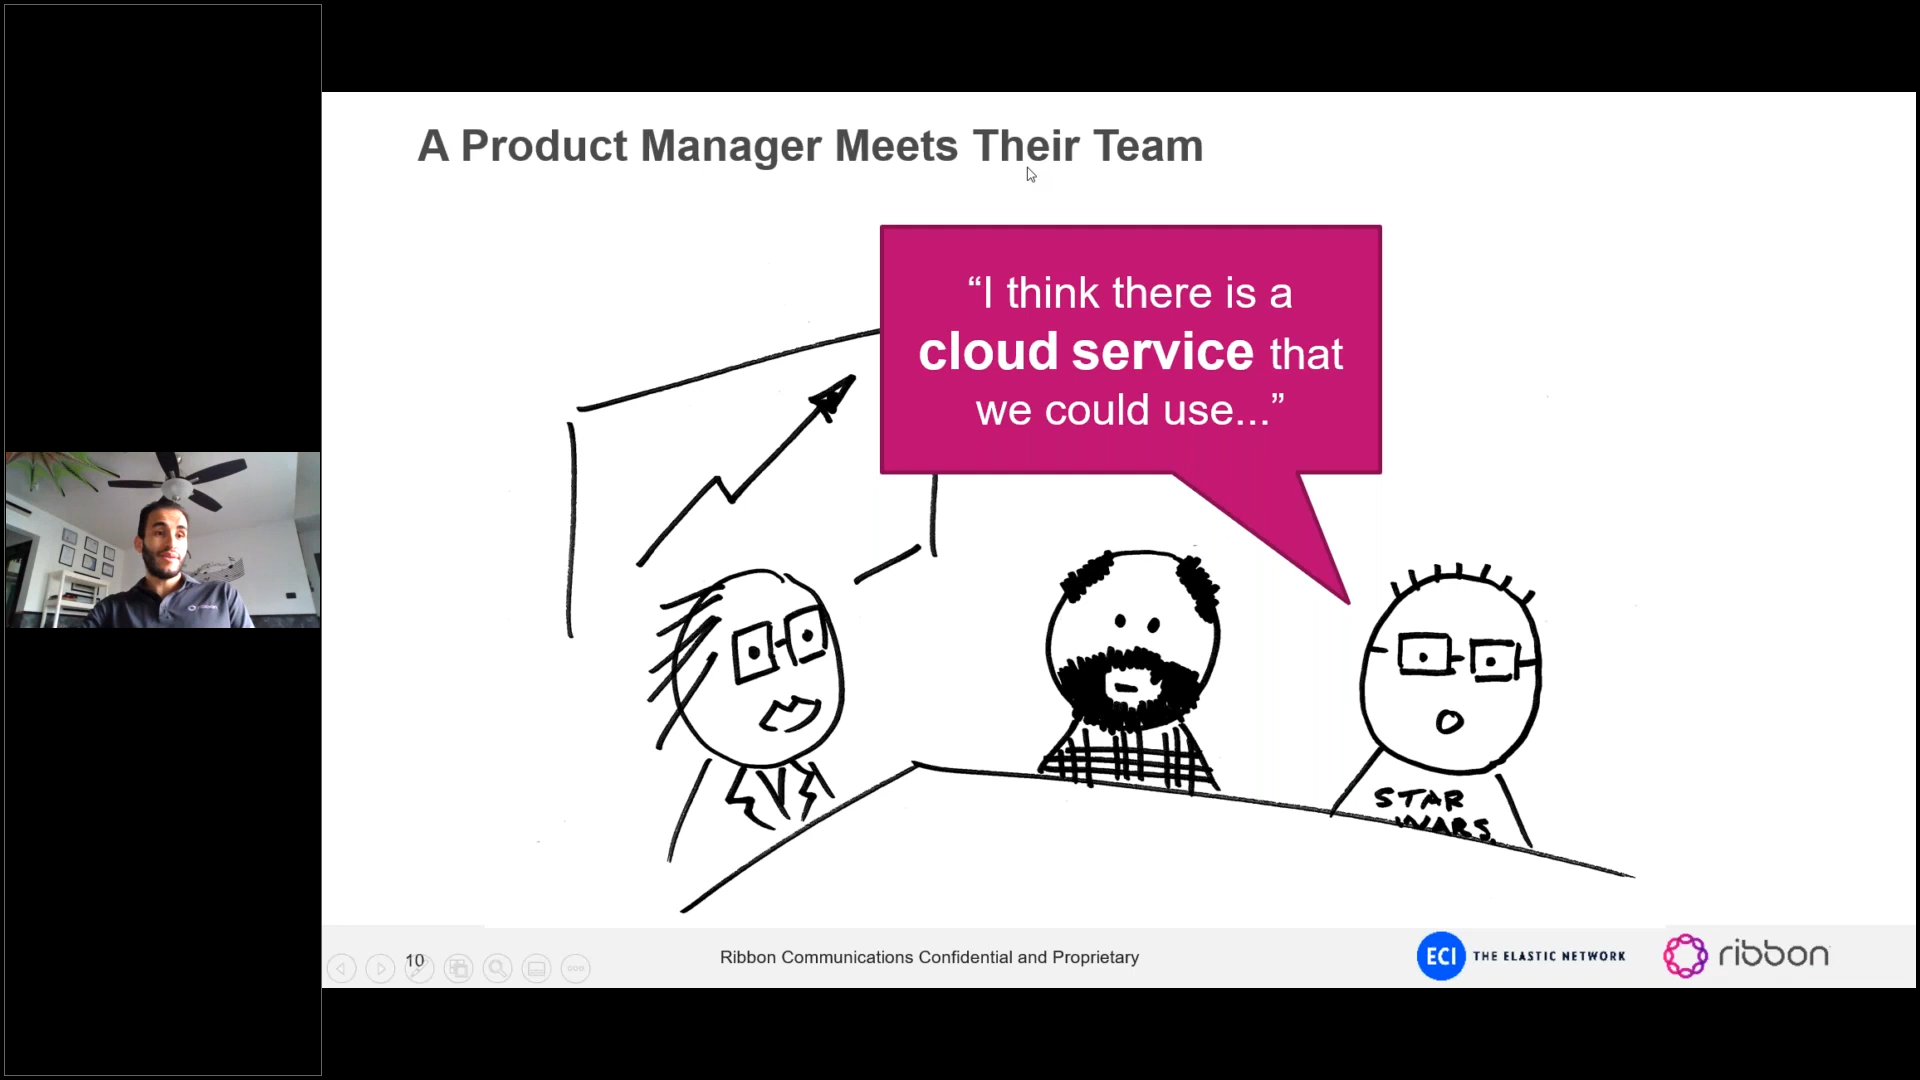 A Product Manager Meets Their Team
“I think there is a
cloud service that
we could use...”
STAR
WARS
10
Ribbon Communications Confidential and Proprietary
ECI THE ELASTIC NETWORK
ribbon
ribbon